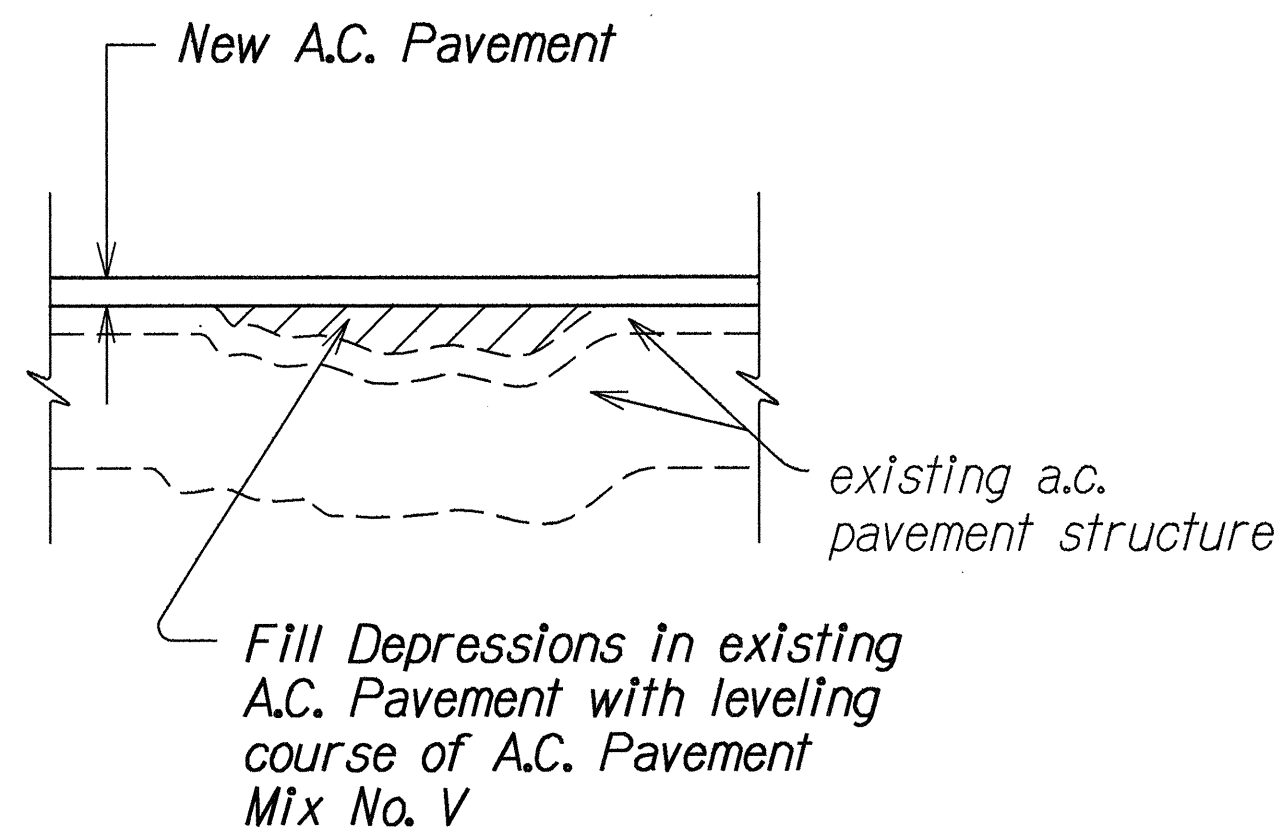 New A.C. Pavement
existing a.c.
pavement structure
Fill Depressions in existing
A.C. Pavement with leveling
course of A.C. Pavement
Mix No. V